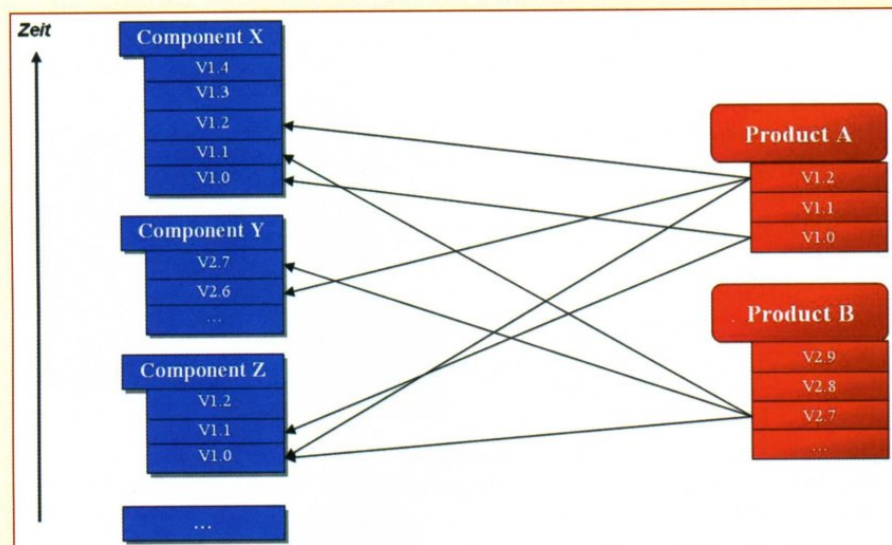 Zeit
Component X
V1.4
V1.3
V1.2
V1.1
V1.0
Component Y
V2.7
V2.6
...
Component Z
V1.2
V1.1
V1.0
...
Product A
V1.2
V1.1
V1.0
Product B
V2.9
V2.8
V2.7
...